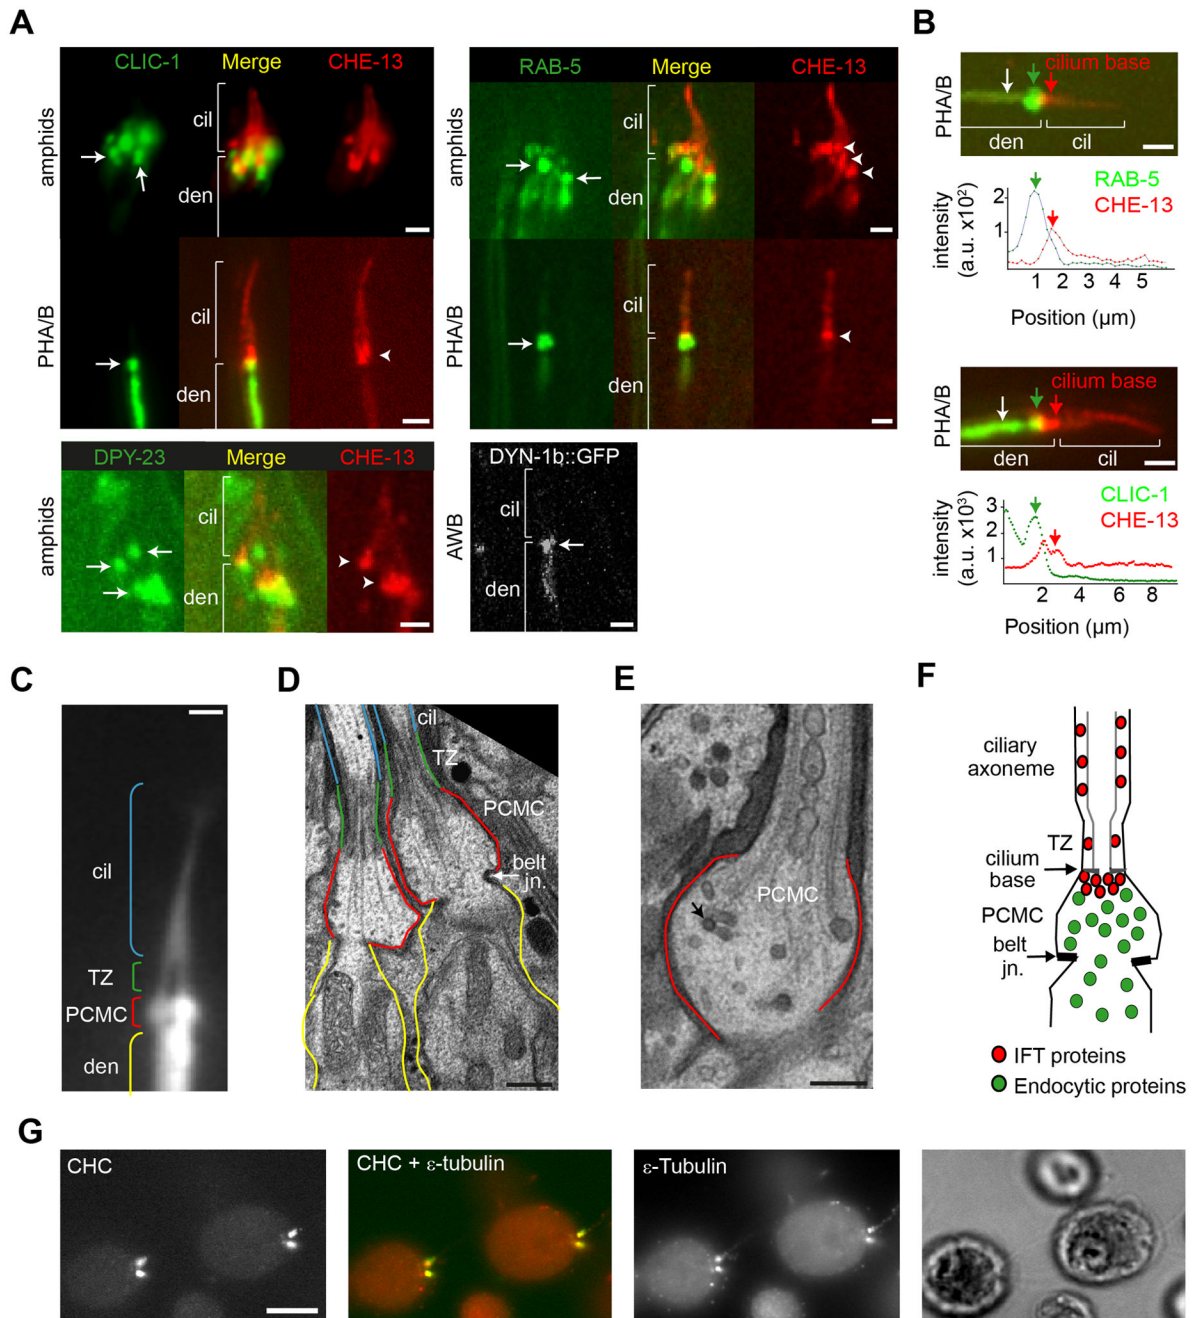 A
CLIC-1 Merge CHE-13
amphids
cil
den
PHA/B
cil
den
DPY-23 Merge CHE-13
amphids
cil
den
RAB-5 Merge CHE-13
amphids
cil
den
PHA/B
cil
den
DYN-1b::GFP
AWB
cil
den
B
cilium base
PHA/B
den cil
RAB-5
CHE-13
intensity
(a.u. x10²)
2
1
1 2 3 4 5
Position (µm)
cilium base
PHA/B
den cil
CLIC-1
CHE-13
intensity
(a.u. x10³)
3
2
1
2 4 6 8
Position (µm)
C
cil
TZ
PCMC
den
D
cil
TZ
PCMC
belt
jn.
E
PCMC
F
ciliary
axoneme
TZ
cilium
base
PCMC
belt
jn.
IFT proteins
Endocytic proteins
G
CHC
CHC + ε-tubulin
ε-Tubulin